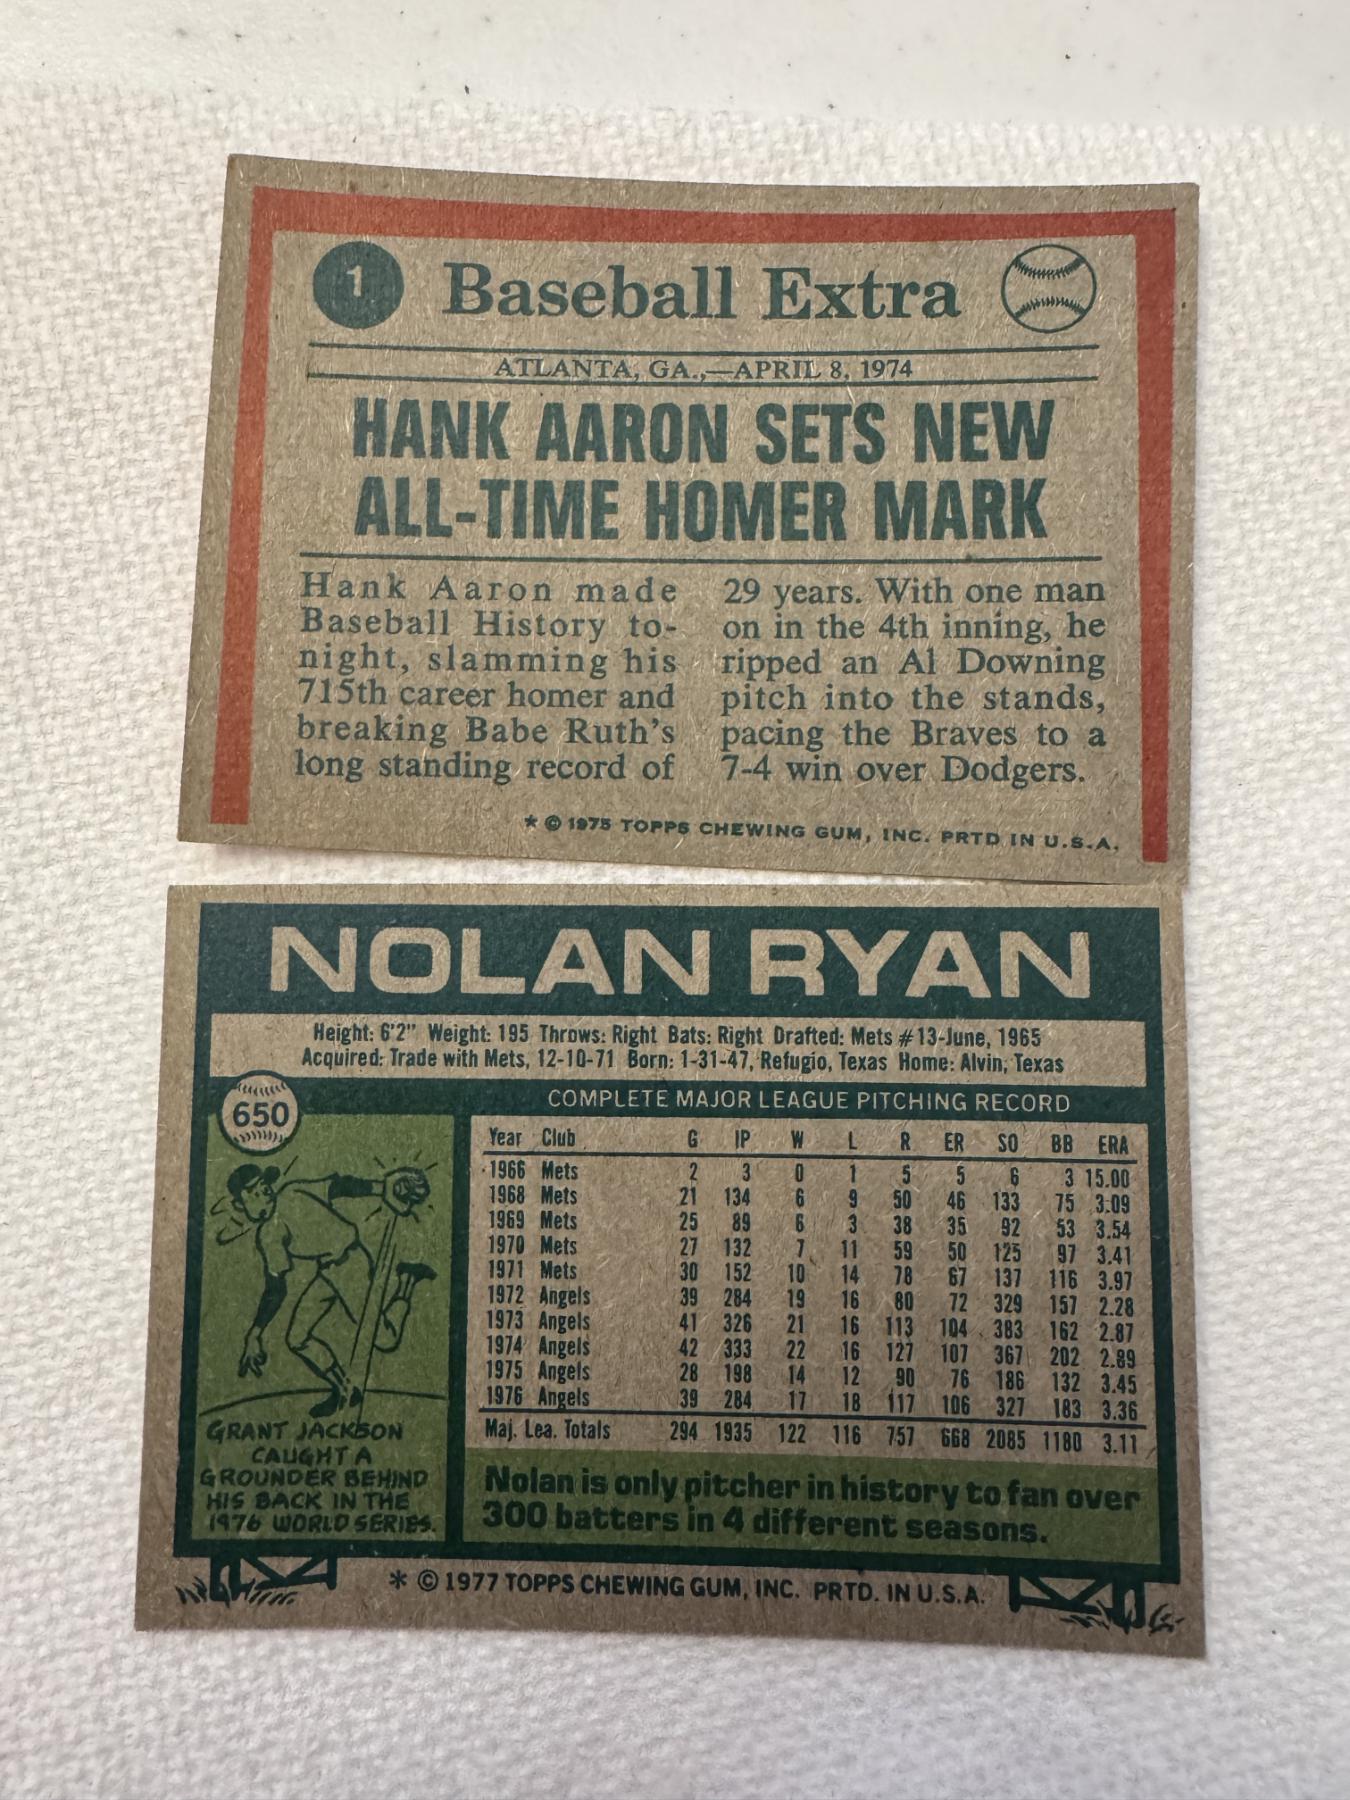 1 Baseball Extra
ATLANTA, GA.,—APRIL 8, 1974
HANK AARON SETS NEW
ALL-TIME HOMER MARK
Hank Aaron made
Baseball History to-
night, slamming his
715th career homer and
breaking Babe Ruth's
long standing record of
29 years. With one man
on in the 4th inning, he
ripped an Al Downing
pitch into the stands,
pacing the Braves to a
7-4 win over Dodgers.
* © 1975 TOPPS CHEWING GUM, INC. PRTD IN U.S.A.
NOLAN RYAN
Height: 6'2" Weight: 195 Throws: Right Bats: Right Drafted: Mets #13-June, 1965
Acquired: Trade with Mets, 12-10-71 Born: 1-31-47, Refugio, Texas Home: Alvin, Texas
650
COMPLETE MAJOR LEAGUE PITCHING RECORD
Year Club G IP W L R ER SO BB ERA
1966 Mets 2 3 0 1 5 5 6 3 15.00
1968 Mets 21 134 6 9 50 46 133 75 3.09
1969 Mets 25 89 6 3 38 35 92 53 3.54
1970 Mets 27 132 7 11 59 50 125 97 3.41
1971 Mets 30 152 10 14 78 67 137 116 3.97
1972 Angels 39 284 19 16 80 72 329 157 2.28
1973 Angels 41 326 21 16 113 104 383 162 2.87
1974 Angels 42 333 22 16 127 107 367 202 2.89
1975 Angels 28 198 14 12 90 76 186 132 3.45
1976 Angels 39 284 17 18 117 106 327 183 3.36
Maj. Lea. Totals 294 1935 122 116 757 668 2085 1180 3.11
GRANT JACKSON
CAUGHT A
GROUNDER BEHIND
HIS BACK IN THE
1976 WORLD SERIES.
Nolan is only pitcher in history to fan over
300 batters in 4 different seasons.
* © 1977 TOPPS CHEWING GUM, INC. PRTD. IN U.S.A.